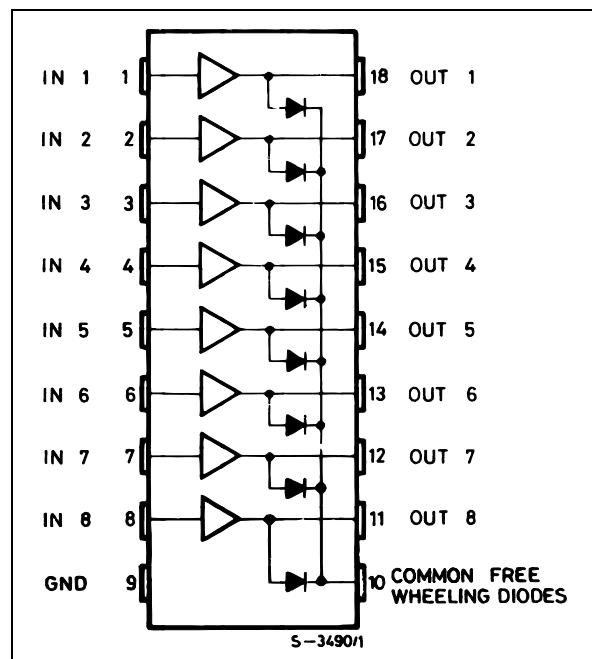 IN 1 1 18 OUT 1
IN 2 2 17 OUT 2
IN 3 3 16 OUT 3
IN 4 4 15 OUT 4
IN 5 5 14 OUT 5
IN 6 6 13 OUT 6
IN 7 7 12 OUT 7
IN 8 8 11 OUT 8
GND 9 10 COMMON FREE
WHEELING DIODES
S-3490/1